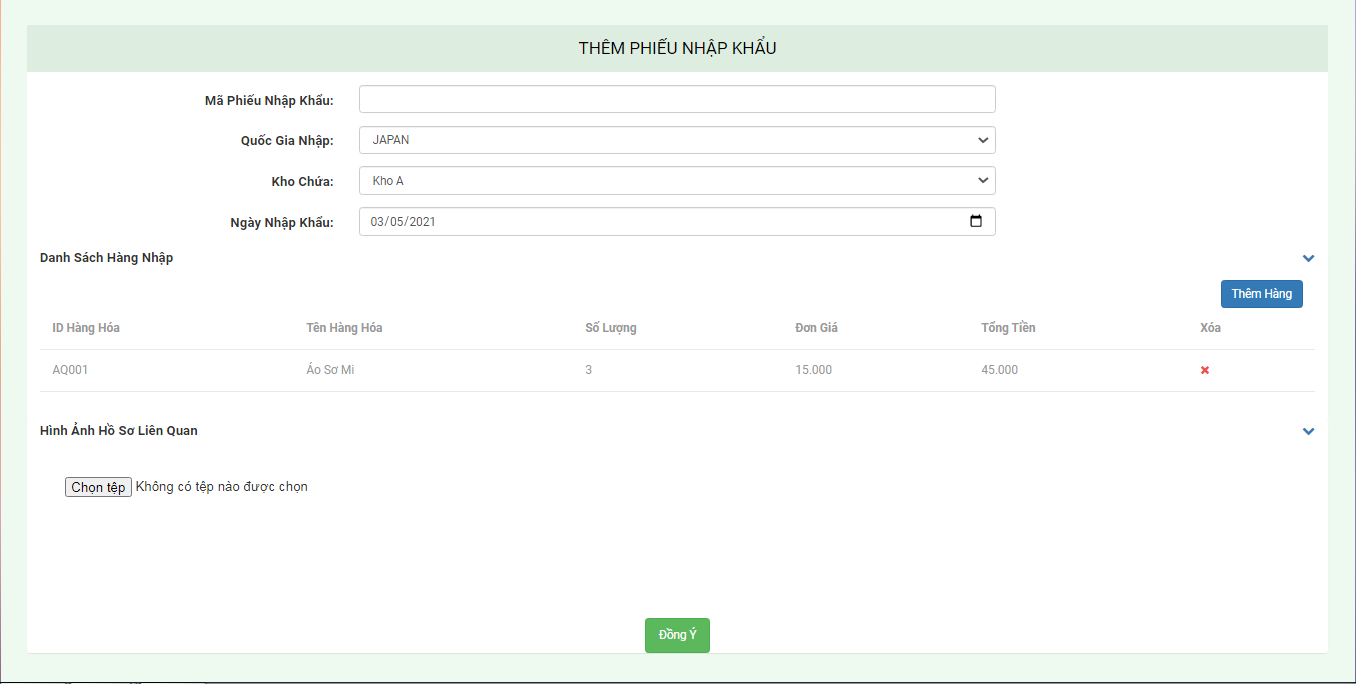 THÊM PHIẾU NHẬP KHẨU
Mã Phiếu Nhập Khẩu:
Quốc Gia Nhập: JAPAN
Kho Chứa: Kho A
Ngày Nhập Khẩu: 03/05/2021
Danh Sách Hàng Nhập
Thêm Hàng
ID Hàng Hóa Tên Hàng Hóa Số Lượng Đơn Giá Tổng Tiền Xóa
AQ001 Áo Sơ Mi 3 15.000 45.000
Hình Ảnh Hồ Sơ Liên Quan
Chọn tệp Không có tệp nào được chọn
Đồng Ý